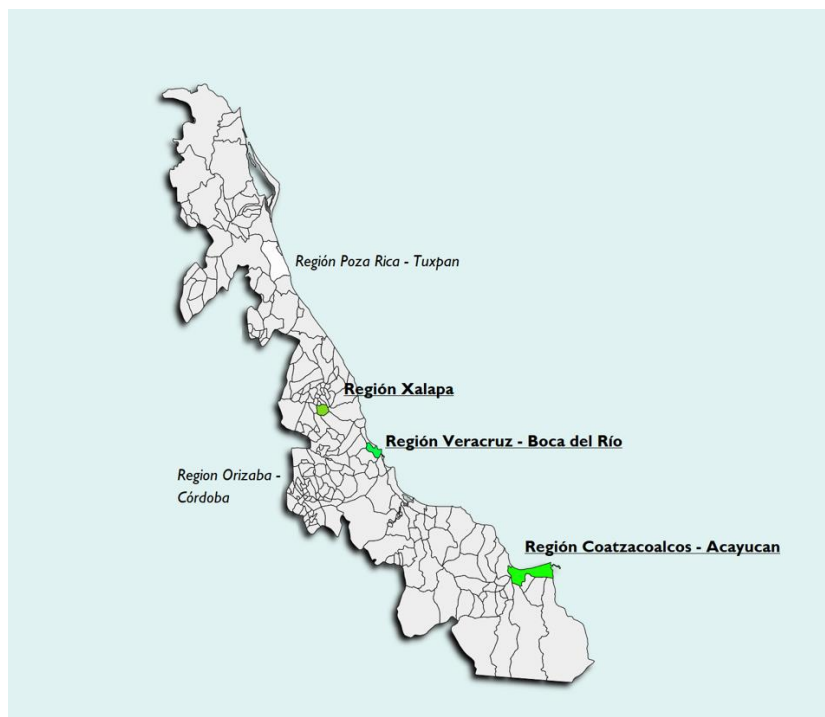 Región Poza Rica - Tuxpan
Región Xalapa
Región Veracruz - Boca del Río
Region Orizaba -
Córdoba
Región Coatzacoalcos - Acayucan